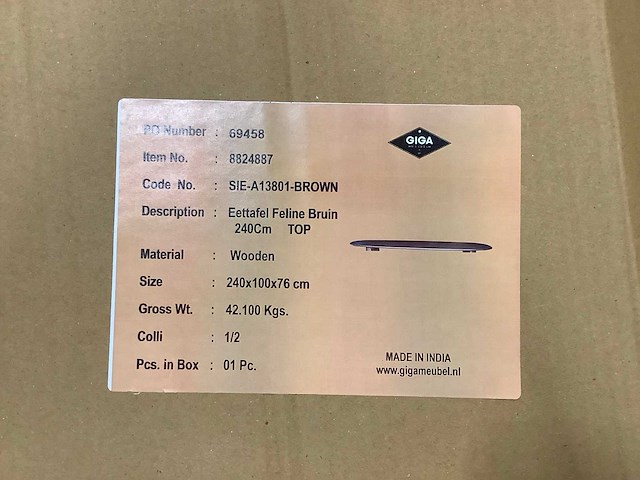 PO Number : 69458
Item No. : 8824887
Code No. : SIE-A13801-BROWN
Description : Eettafel Feline Bruin
240Cm TOP
Material : Wooden
Size : 240x100x76 cm
Gross Wt. : 42.100 Kgs.
Colli : 1/2
Pcs. in Box : 01 Pc.
GIGA
MADE IN INDIA
www.gigameubel.nl